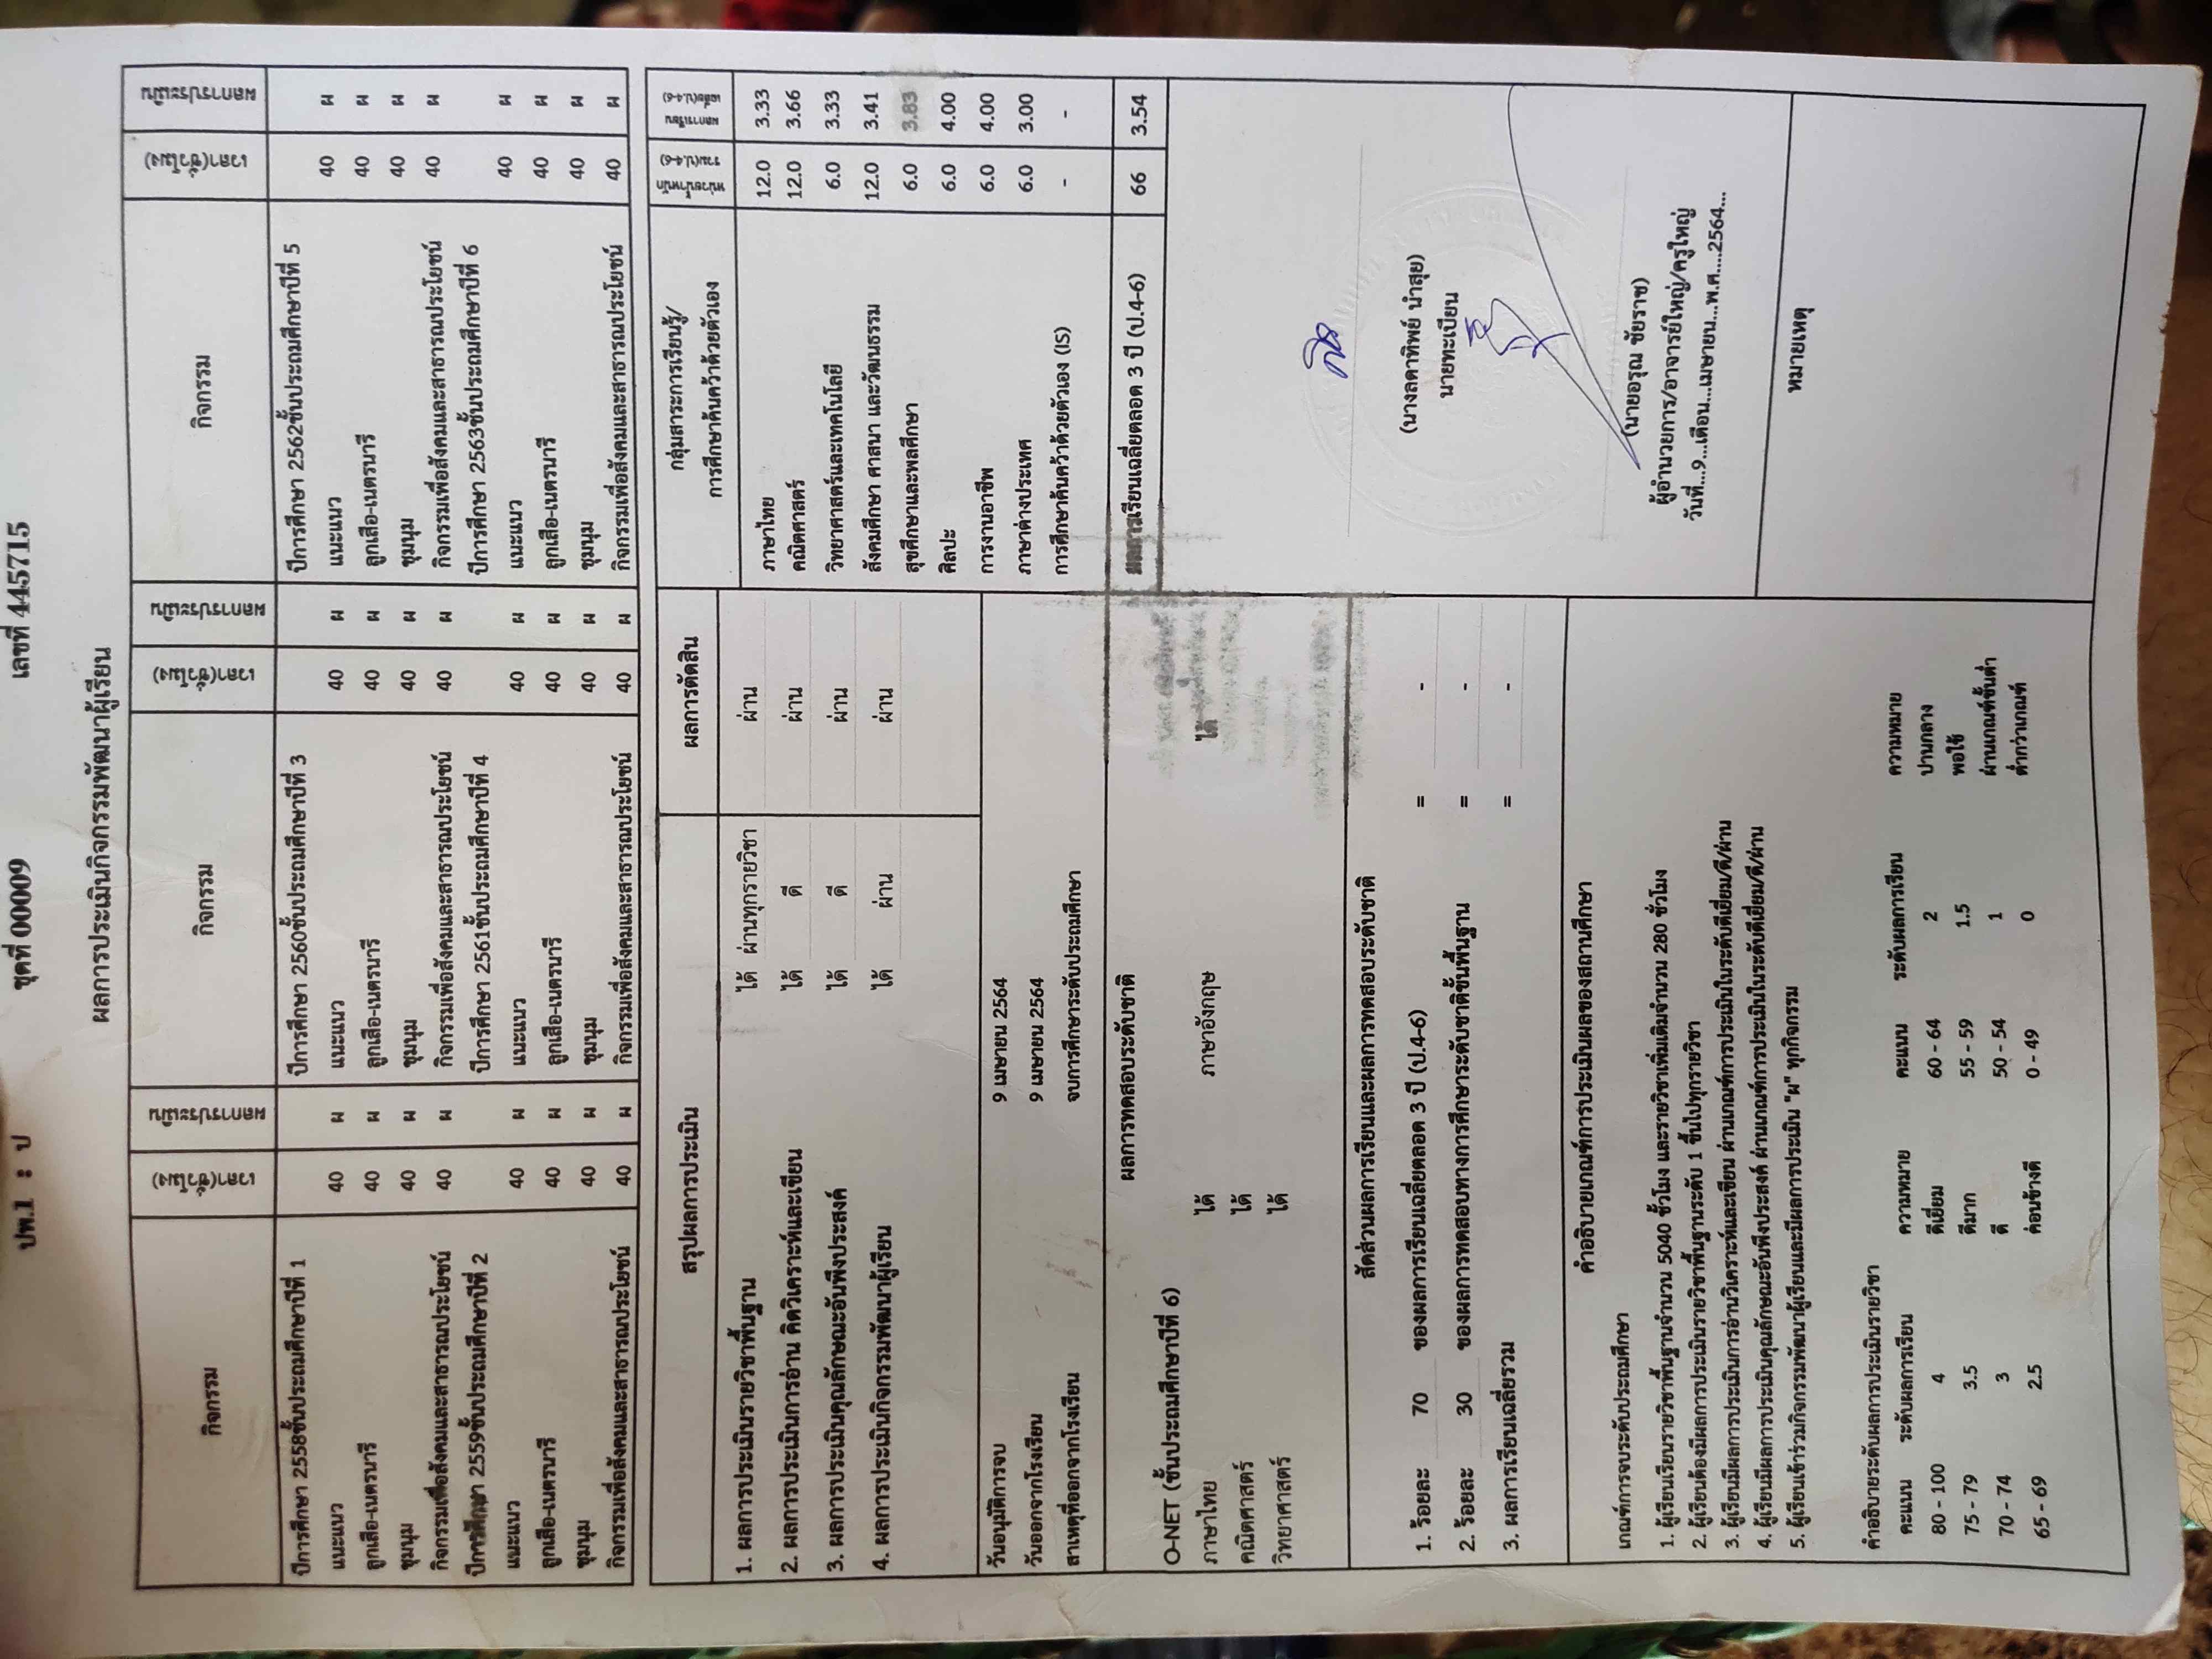 ปพ.1 : ป ชุดที่ 00009 เลขที่ 445715
ผลการประเมินกิจกรรมพัฒนาผู้เรียน
กิจกรรม เวลา(ชั่วโมง) ผลการประเมิน กิจกรรม เวลา(ชั่วโมง) ผลการประเมิน กิจกรรม เวลา(ชั่วโมง) ผลการประเมิน
ปีการศึกษา 2558ชั้นประถมศึกษาปีที่ 1 ปีการศึกษา 2560ชั้นประถมศึกษาปีที่ 3 ปีการศึกษา 2562ชั้นประถมศึกษาปีที่ 5
แนะแนว 40 ผ แนะแนว 40 ผ แนะแนว 40 ผ
ลูกเสือ-เนตรนารี 40 ผ ลูกเสือ-เนตรนารี 40 ผ ลูกเสือ-เนตรนารี 40 ผ
ชุมนุม 40 ผ ชุมนุม 40 ผ ชุมนุม 40 ผ
กิจกรรมเพื่อสังคมและสาธารณประโยชน์ 40 ผ กิจกรรมเพื่อสังคมและสาธารณประโยชน์ 40 ผ กิจกรรมเพื่อสังคมและสาธารณประโยชน์ 40 ผ
ปีการศึกษา 2559ชั้นประถมศึกษาปีที่ 2 ปีการศึกษา 2561ชั้นประถมศึกษาปีที่ 4 ปีการศึกษา 2563ชั้นประถมศึกษาปีที่ 6
แนะแนว 40 ผ แนะแนว 40 ผ แนะแนว 40 ผ
ลูกเสือ-เนตรนารี 40 ผ ลูกเสือ-เนตรนารี 40 ผ ลูกเสือ-เนตรนารี 40 ผ
ชุมนุม 40 ผ ชุมนุม 40 ผ ชุมนุม 40 ผ
กิจกรรมเพื่อสังคมและสาธารณประโยชน์ 40 ผ กิจกรรมเพื่อสังคมและสาธารณประโยชน์ 40 ผ กิจกรรมเพื่อสังคมและสาธารณประโยชน์ 40 ผ
สรุปผลการประเมิน ผลการตัดสิน
1. ผลการประเมินรายวิชาพื้นฐาน ได้ ผ่านทุกรายวิชา ผ่าน
2. ผลการประเมินการอ่าน คิดวิเคราะห์และเขียน ได้ ดี ผ่าน
3. ผลการประเมินคุณลักษณะอันพึงประสงค์ ได้ ดี ผ่าน
4. ผลการประเมินกิจกรรมพัฒนาผู้เรียน ได้ ผ่าน ผ่าน
วันอนุมัติการจบ 9 เมษายน 2564
วันออกจากโรงเรียน 9 เมษายน 2564
สาเหตุที่ออกจากโรงเรียน จบการศึกษาระดับประถมศึกษา
ผลการทดสอบระดับชาติ
O-NET (ชั้นประถมศึกษาปีที่ 6)
ภาษาไทย ได้ ภาษาอังกฤษ ได้
คณิตศาสตร์ ได้
วิทยาศาสตร์ ได้
สัดส่วนผลการเรียนและผลการทดสอบระดับชาติ
1. ร้อยละ 70 ของผลการเรียนเฉลี่ยตลอด 3 ปี (ป.4-6) = -
2. ร้อยละ 30 ของผลการทดสอบทางการศึกษาระดับชาติขั้นพื้นฐาน = -
3. ผลการเรียนเฉลี่ยรวม = -
คำอธิบายเกณฑ์การประเมินผลของสถานศึกษา
เกณฑ์การจบระดับประถมศึกษา
1. ผู้เรียนเรียนรายวิชาพื้นฐานจำนวน 5040 ชั่วโมง และรายวิชาเพิ่มเติมจำนวน 280 ชั่วโมง
2. ผู้เรียนต้องมีผลการประเมินรายวิชาพื้นฐานระดับ 1 ขึ้นไปทุกรายวิชา
3. ผู้เรียนมีผลการประเมินการอ่านวิเคราะห์และเขียน ผ่านเกณฑ์การประเมินในระดับดีเยี่ยม/ดี/ผ่าน
4. ผู้เรียนมีผลการประเมินคุณลักษณะอันพึงประสงค์ ผ่านเกณฑ์การประเมินในระดับดีเยี่ยม/ดี/ผ่าน
5. ผู้เรียนเข้าร่วมกิจกรรมพัฒนาผู้เรียนและมีผลการประเมิน "ผ" ทุกกิจกรรม
คำอธิบายระดับผลการประเมินรายวิชา
คะแนน ระดับผลการเรียน ความหมาย คะแนน ระดับผลการเรียน ความหมาย
80 - 100 4 ดีเยี่ยม 60 - 64 2 ปานกลาง
75 - 79 3.5 ดีมาก 55 - 59 1.5 พอใช้
70 - 74 3 ดี 50 - 54 1 ผ่านเกณฑ์ขั้นต่ำ
65 - 69 2.5 ค่อนข้างดี 0 - 49 0 ต่ำกว่าเกณฑ์
กลุ่มสาระการเรียนรู้/
การศึกษาค้นคว้าด้วยตัวเอง
หน่วยน้ำหนัก
รวม(ป.4-6)
ผลการเรียน
เฉลี่ย(ป.4-6)
ภาษาไทย 12.0 3.33
คณิตศาสตร์ 12.0 3.66
วิทยาศาสตร์และเทคโนโลยี 6.0 3.33
สังคมศึกษา ศาสนา และวัฒนธรรม 12.0 3.41
สุขศึกษาและพลศึกษา 6.0 3.83
ศิลปะ 6.0 4.00
การงานอาชีพ 6.0 4.00
ภาษาต่างประเทศ 6.0 3.00
การศึกษาค้นคว้าด้วยตัวเอง (IS) - -
ผลการเรียนเฉลี่ยตลอด 3 ปี (ป.4-6) 66 3.54
(นางลดาทิพย์ นำสุย)
นายทะเบียน
(นายอรุณ ชัยราช)
ผู้อำนวยการ/อาจารย์ใหญ่/ครูใหญ่
วันที่...9...เดือน...เมษายน...พ.ศ....2564...
หมายเหตุ